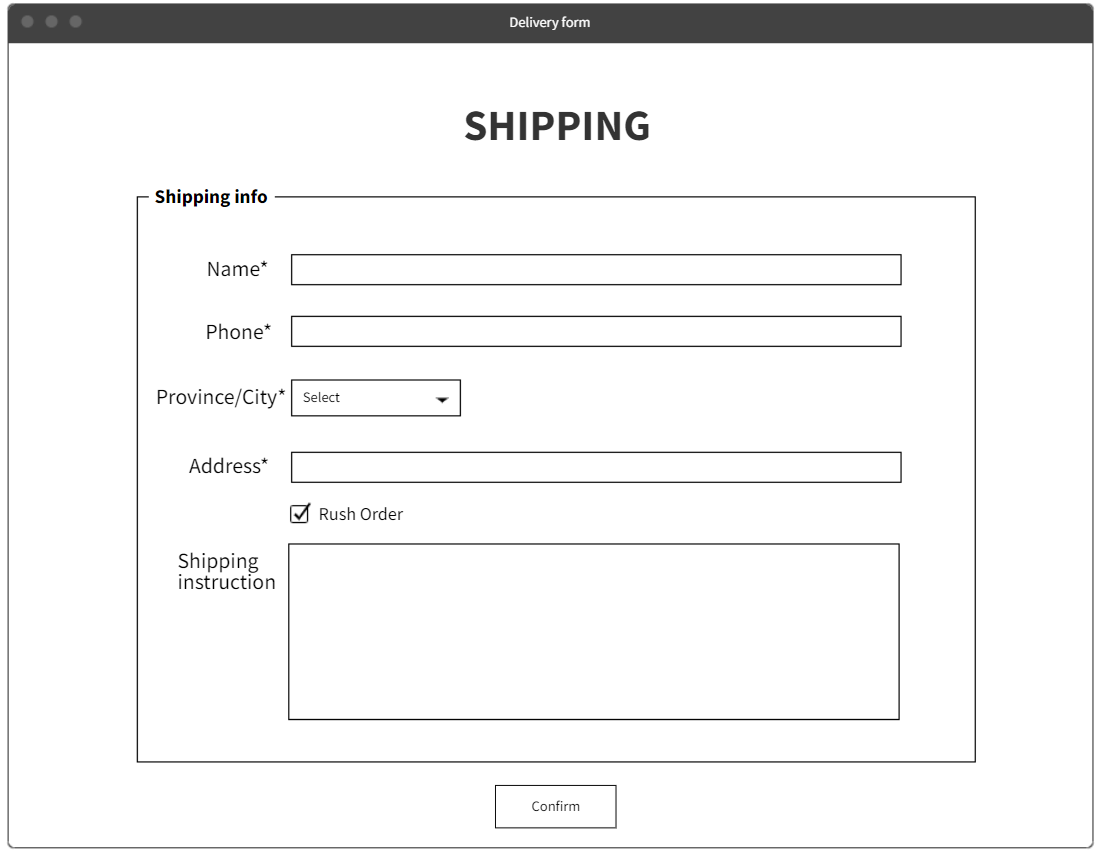 Delivery form
SHIPPING
Shipping info
Name*
Phone*
Province/City*
Select
Address*
Rush Order
Shipping
instruction
Confirm